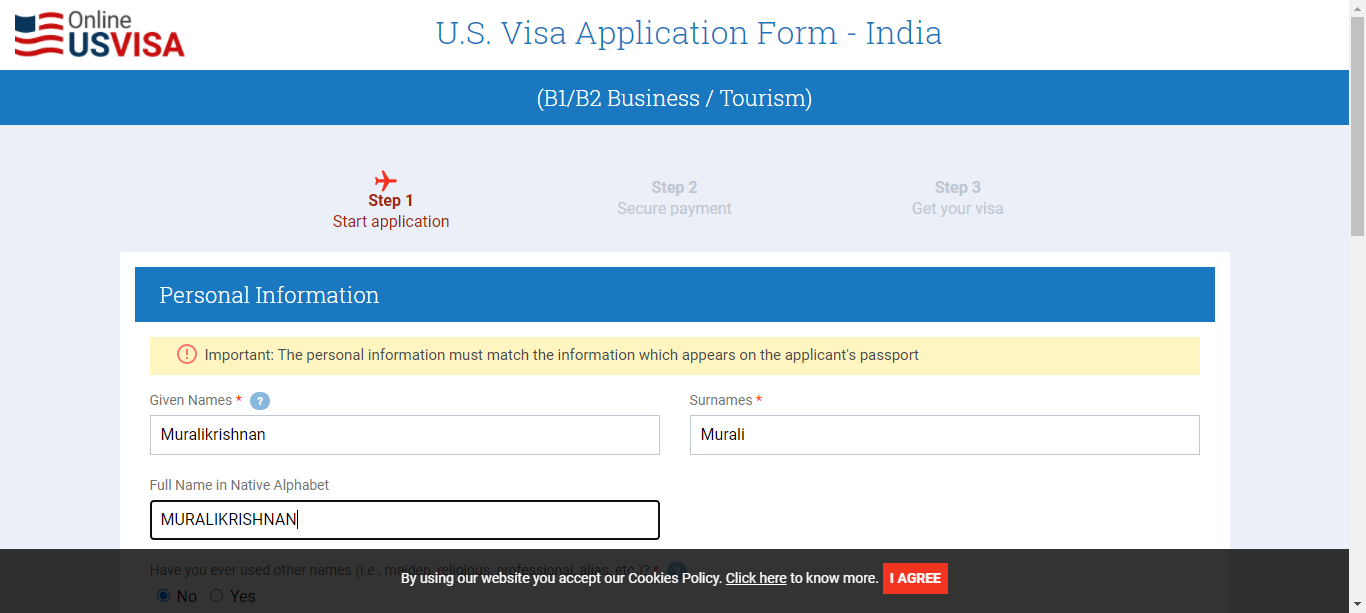 Online
USVISA
U.S. Visa Application Form - India
(B1/B2 Business / Tourism)
Step 1
Start application
Step 2
Secure payment
Step 3
Get your visa
Personal Information
! Important: The personal information must match the information which appears on the applicant's passport
Given Names * ?
Surnames *
Muralikrishnan
Murali
Full Name in Native Alphabet
MURALIKRISHNAN
Have you ever used other names (i.e., maiden, religious, professional, alias, etc.)? * ?
By using our website you accept our Cookies Policy. Click here to know more. I AGREE
No Yes